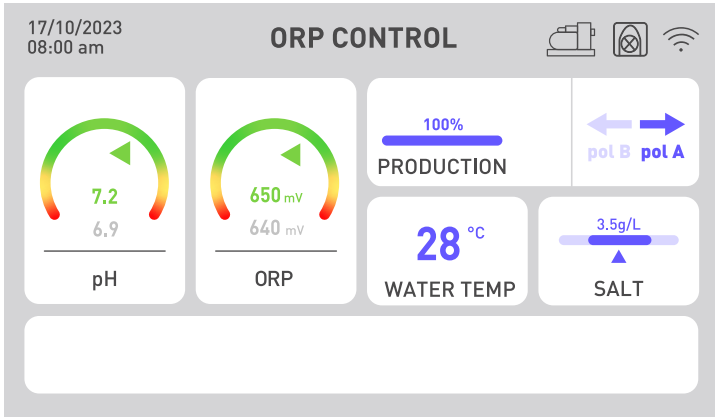 17/10/2023
08:00 am
ORP CONTROL
7.2
6.9
pH
650 mV
640 mV
ORP
100%
PRODUCTION
pol B pol A
28 °C
WATER TEMP
3.5g/L
SALT